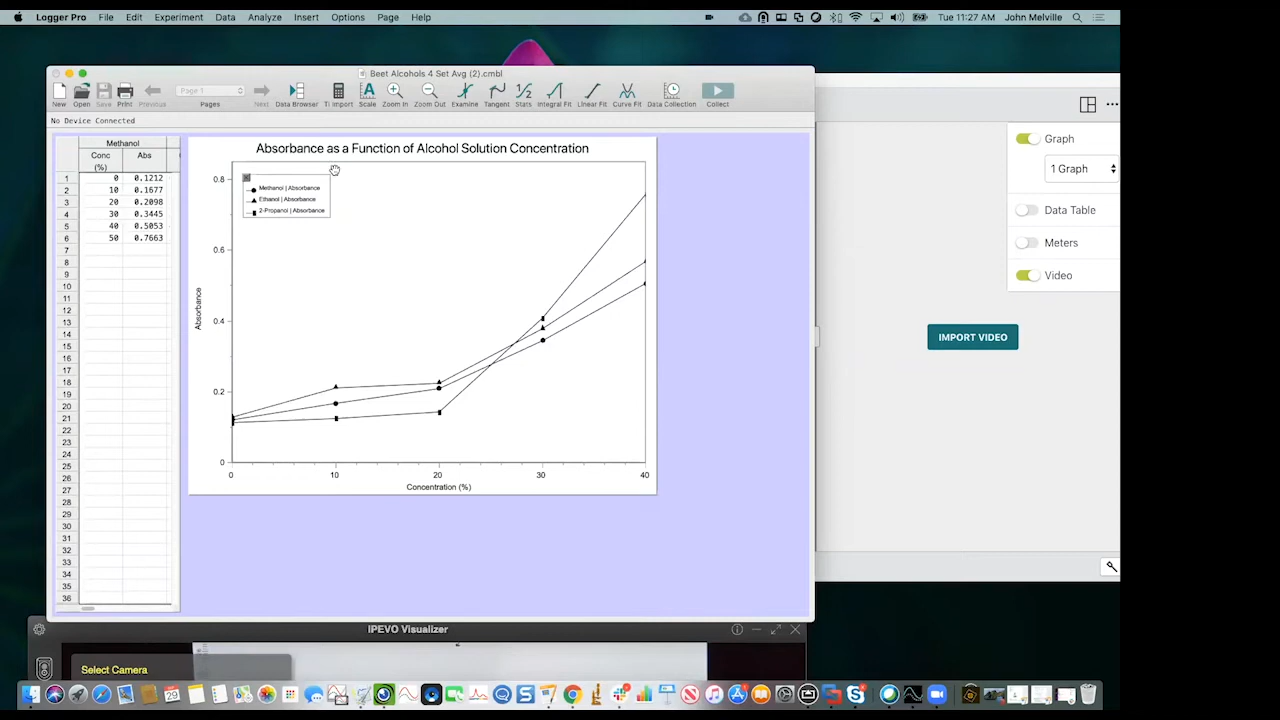 Logger Pro File Edit Experiment Data Analyze Insert Options Page Help Tue 11:27 AM John Melville
Beet Alcohols 4 Set Avg (2).cmbl
Page 1
New Open Save Print Previous Pages Next Data Browser TI Import Scale Zoom In Zoom Out Examine Tangent Stats Integral Fit Linear Fit Curve Fit Data Collection Collect
No Device Connected
Methanol
Conc Abs
(%)
1 0 0.1212
2 10 0.1677
3 20 0.2098
4 30 0.3445
5 40 0.5053
6 50 0.7663
7
8
9
10
11
12
13
14
15
16
17
18
19
20
21
22
23
24
25
26
27
28
29
30
31
32
33
34
35
36
Absorbance as a Function of Alcohol Solution Concentration
Methanol | Absorbance
Ethanol | Absorbance
2-Propanol | Absorbance
0.8
0.6
0.4
0.2
0
Absorbance
0 10 20 30 40
Concentration (%)
Graph
1 Graph
Data Table
Meters
Video
IMPORT VIDEO
IPEVO Visualizer
Select Camera